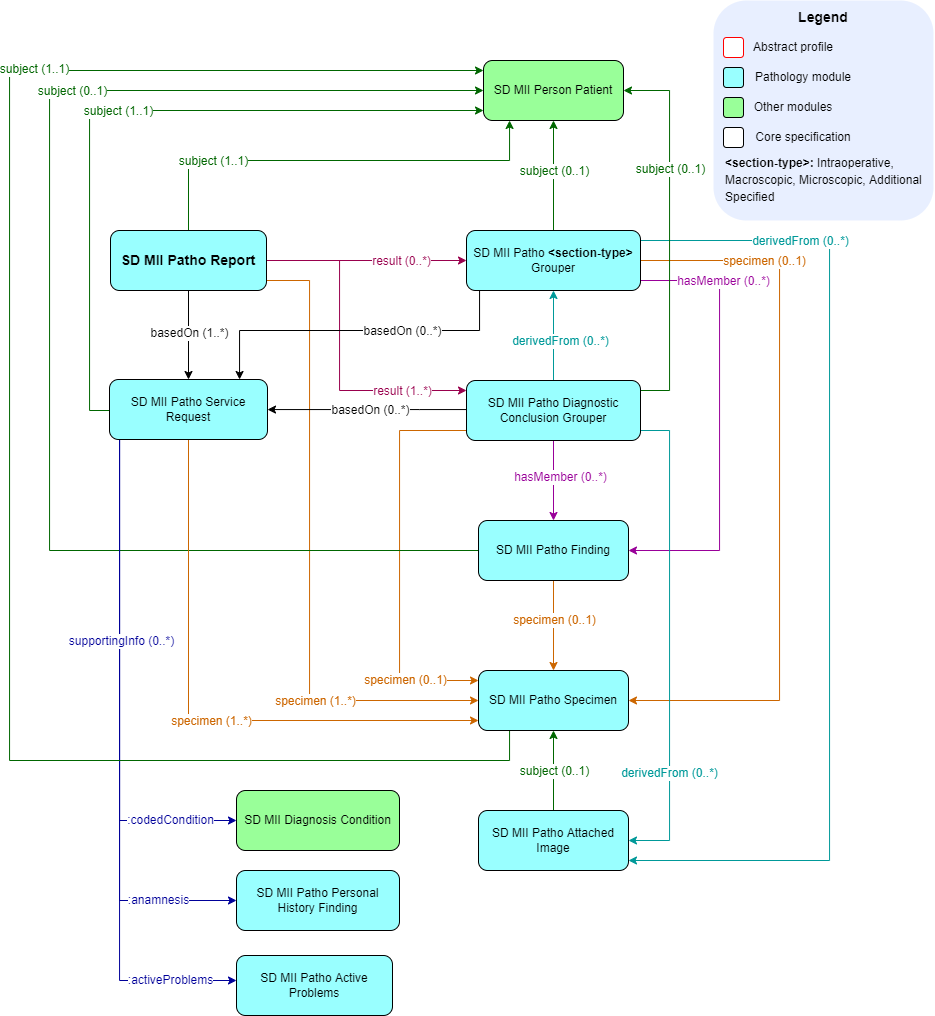 Legend
Abstract profile
Pathology module
Other modules
Core specification
<section-type>: Intraoperative,
Macroscopic, Microscopic, Additional
Specified
subject (1..1)
subject (0..1)
subject (1..1)
SD MII Person Patient
subject (1..1)
subject (0..1)
subject (0..1)
SD MII Patho Report
result (0..*)
SD MII Patho <section-type>
Grouper
derivedFrom (0..*)
specimen (0..1)
hasMember (0..*)
basedOn (1..*)
basedOn (0..*)
derivedFrom (0..*)
SD MII Patho Service
Request
result (1..*)
basedOn (0..*)
SD MII Patho Diagnostic
Conclusion Grouper
hasMember (0..*)
SD MII Patho Finding
specimen (0..1)
supportingInfo (0..*)
specimen (0..1)
specimen (1..*)
specimen (1..*)
SD MII Patho Specimen
subject (0..1)
derivedFrom (0..*)
:codedCondition
SD MII Diagnosis Condition
SD MII Patho Attached
Image
:anamnesis
SD MII Patho Personal
History Finding
:activeProblems
SD MII Patho Active
Problems